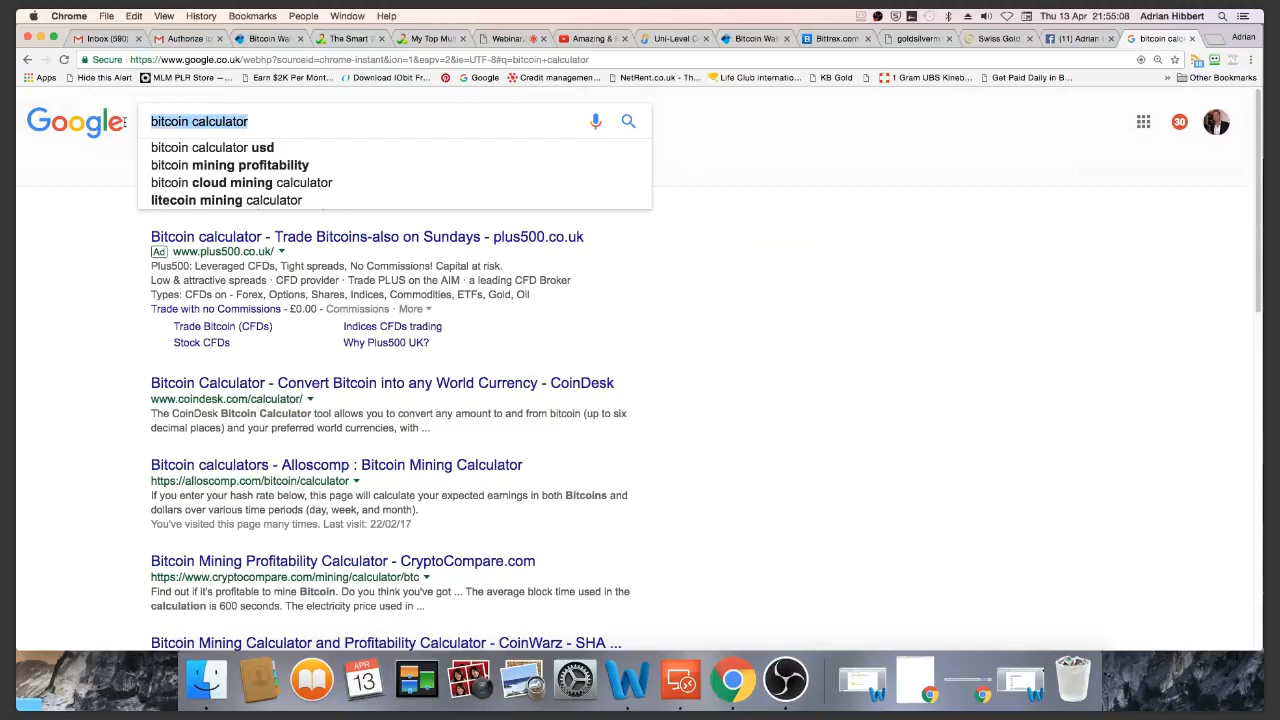 Chrome File Edit View History Bookmarks People Window Help Thu 13 Apr 21:55:08 Adrian Hibbert
Inbox (590) Authorize lo Bitcoin Wa The Smart V My Top Mus Webinar Amazing & E Uni-Level C Bitcoin Wal Bittrex.com goldsilverm Swiss Gold (11) Adrian bitcoin calc Adrian
Secure https://www.google.co.uk/webhp?sourceid=chrome-instant&ion=1&espv=2&ie=UTF-8#q=bitcoin+calculator
Apps Hide this Alert MLM PLR Store —... Earn $2K Per Mont... Download IObit Fr... Google Credit managemen... NetRent.co.uk - Th... Life Club Internatio... KB Gold 1 Gram UBS Kineb... Get Paid Daily in B... » Other Bookmarks
Google bitcoin calculator 30
bitcoin calculator usd
bitcoin mining profitability
bitcoin cloud mining calculator
litecoin mining calculator
Bitcoin calculator - Trade Bitcoins-also on Sundays - plus500.co.uk
Ad www.plus500.co.uk/
Plus500: Leveraged CFDs, Tight spreads, No Commissions! Capital at risk.
Low & attractive spreads · CFD provider · Trade PLUS on the AIM · a leading CFD Broker
Types: CFDs on - Forex, Options, Shares, Indices, Commodities, ETFs, Gold, Oil
Trade with no Commissions - £0.00 - Commissions · More
Trade Bitcoin (CFDs) Indices CFDs trading
Stock CFDs Why Plus500 UK?
Bitcoin Calculator - Convert Bitcoin into any World Currency - CoinDesk
www.coindesk.com/calculator/
The CoinDesk Bitcoin Calculator tool allows you to convert any amount to and from bitcoin (up to six
decimal places) and your preferred world currencies, with ...
Bitcoin calculators - Alloscomp : Bitcoin Mining Calculator
https://alloscomp.com/bitcoin/calculator
If you enter your hash rate below, this page will calculate your expected earnings in both Bitcoins and
dollars over various time periods (day, week, and month).
You've visited this page many times. Last visit: 22/02/17
Bitcoin Mining Profitability Calculator - CryptoCompare.com
https://www.cryptocompare.com/mining/calculator/btc
Find out if it's profitable to mine Bitcoin. Do you think you've got ... The average block time used in the
calculation is 600 seconds. The electricity price used in ...
Bitcoin Mining Calculator and Profitability Calculator - CoinWarz - SHA ...
APR
13